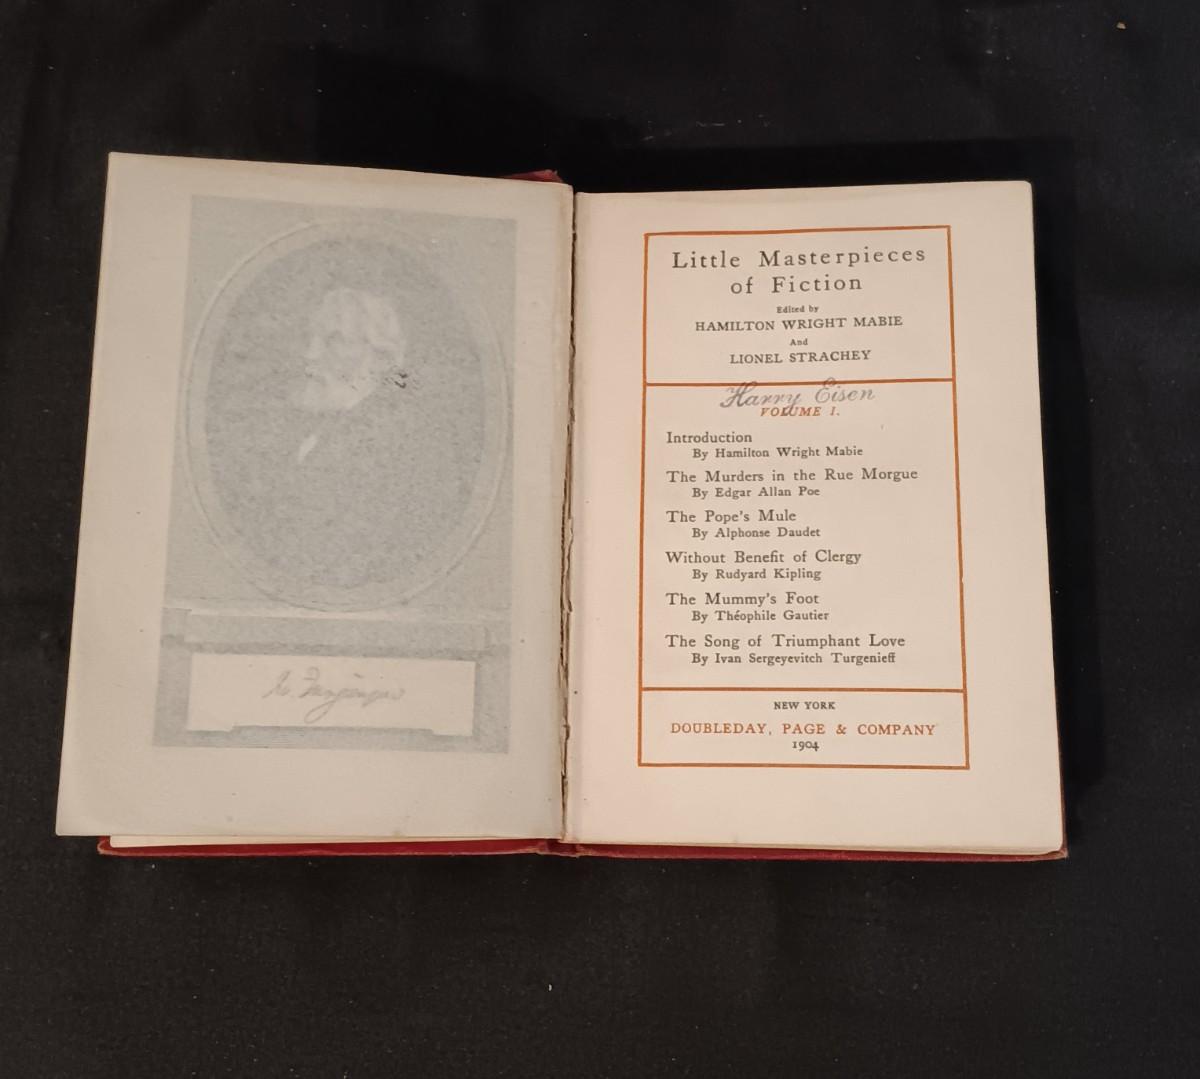 Little Masterpieces
of Fiction
Edited by
HAMILTON WRIGHT MABIE
And
LIONEL STRACHEY
Harry Eisen
VOLUME I.
Introduction
By Hamilton Wright Mabie
The Murders in the Rue Morgue
By Edgar Allan Poe
The Pope's Mule
By Alphonse Daudet
Without Benefit of Clergy
By Rudyard Kipling
The Mummy's Foot
By Théophile Gautier
The Song of Triumphant Love
By Ivan Sergeyevitch Turgenieff
NEW YORK
DOUBLEDAY, PAGE & COMPANY
1904